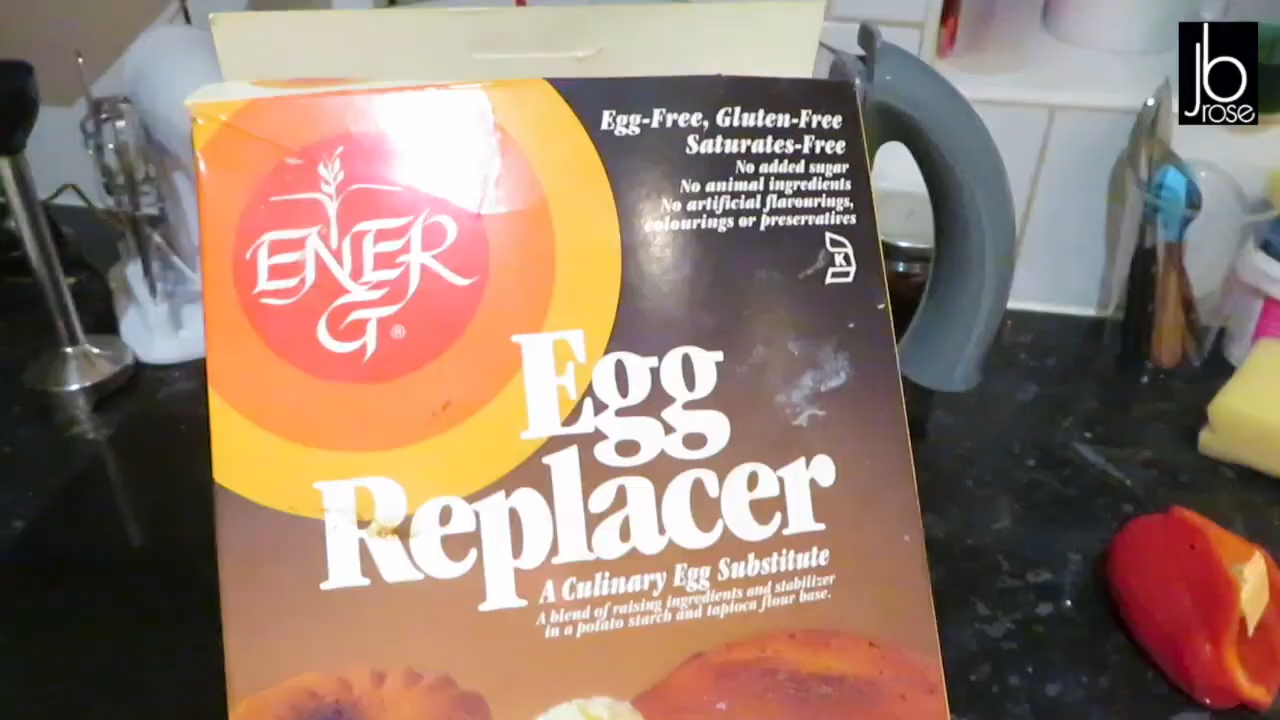 jb
rose
Egg-Free, Gluten-Free
Saturates-Free
No added sugar
No animal ingredients
No artificial flavourings,
colourings or preservatives
K
ENER
G®
Egg
Replacer
A Culinary Egg Substitute
A blend of raising ingredients and stabilizer
in a potato starch and tapioca flour base.